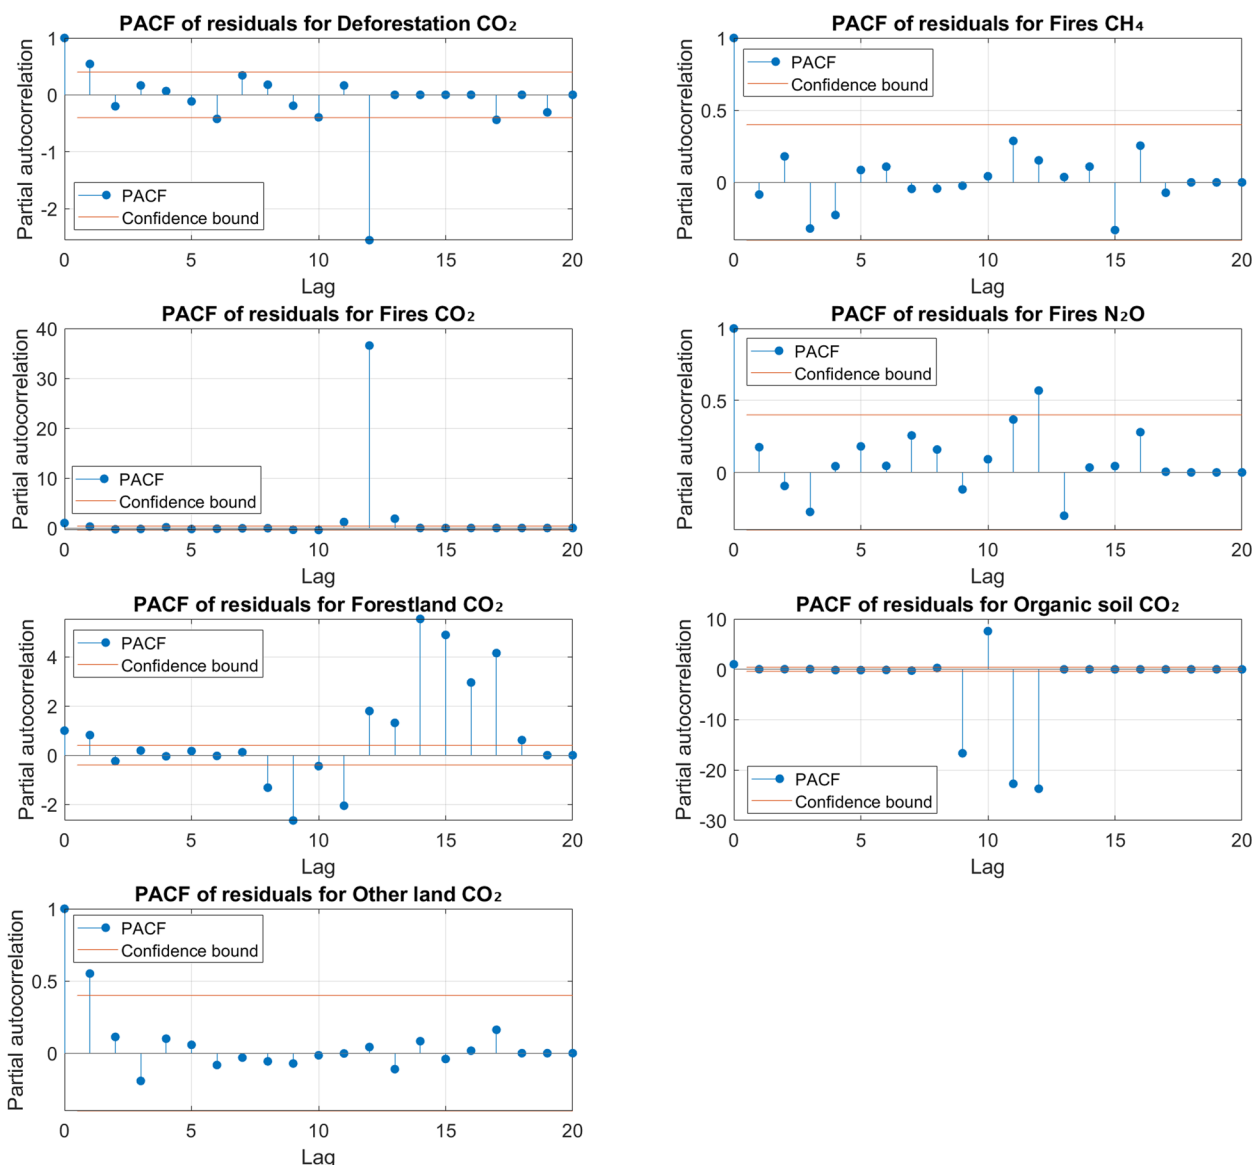 PACF of residuals for Deforestation CO₂
Partial autocorrelation
1
0
-1
-2
PACF
Confidence bound
0 5 10 15 20
Lag
PACF of residuals for Fires CH₄
Partial autocorrelation
1
0.5
0
PACF
Confidence bound
0 5 10 15 20
Lag
PACF of residuals for Fires CO₂
Partial autocorrelation
40
30
20
10
0
PACF
Confidence bound
0 5 10 15 20
Lag
PACF of residuals for Fires N₂O
Partial autocorrelation
1
0.5
0
PACF
Confidence bound
0 5 10 15 20
Lag
PACF of residuals for Forestland CO₂
Partial autocorrelation
4
2
0
-2
PACF
Confidence bound
0 5 10 15 20
Lag
PACF of residuals for Organic soil CO₂
Partial autocorrelation
10
0
-10
-20
-30
PACF
Confidence bound
0 5 10 15 20
Lag
PACF of residuals for Other land CO₂
Partial autocorrelation
1
0.5
0
PACF
Confidence bound
0 5 10 15 20
Lag